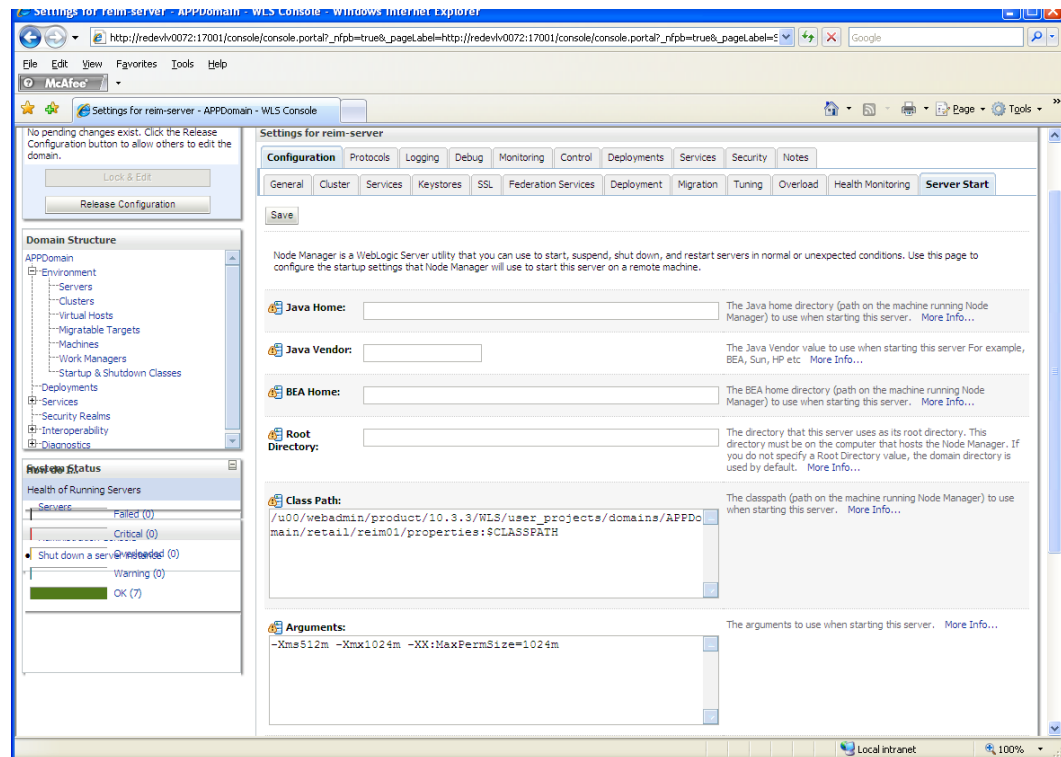 Settings for reim-server - APPDomain - WLS Console - Windows Internet Explorer
http://redevlv0072:17001/console/console.portal?_nfpb=true&_pageLabel=http://redevlv0072:17001/console/console.portal?_nfpb=true&_pageLabel=S
Google
File Edit View Favorites Tools Help
McAfee
Settings for reim-server - APPDomain - WLS Console
Page Tools
No pending changes exist. Click the Release
Configuration button to allow others to edit the
domain.
Lock & Edit
Release Configuration
Domain Structure
APPDomain
Environment
Servers
Clusters
Virtual Hosts
Migratable Targets
Machines
Work Managers
Startup & Shutdown Classes
Deployments
Services
Security Realms
Interoperability
Diagnostics
System Status
Health of Running Servers
Servers
Failed (0)
Critical (0)
Shut down a server instance
Overloaded (0)
Warning (0)
OK (7)
Settings for reim-server
Configuration Protocols Logging Debug Monitoring Control Deployments Services Security Notes
General Cluster Services Keystores SSL Federation Services Deployment Migration Tuning Overload Health Monitoring Server Start
Save
Node Manager is a WebLogic Server utility that you can use to start, suspend, shut down, and restart servers in normal or unexpected conditions. Use this page to
configure the startup settings that Node Manager will use to start this server on a remote machine.
Java Home:
The Java home directory (path on the machine running Node
Manager) to use when starting this server. More Info...
Java Vendor:
The Java Vendor value to use when starting this server For example,
BEA, Sun, HP etc More Info...
BEA Home:
The BEA home directory (path on the machine running Node
Manager) to use when starting this server. More Info...
Root
Directory:
The directory that this server uses as its root directory. This
directory must be on the computer that hosts the Node Manager. If
you do not specify a Root Directory value, the domain directory is
used by default. More Info...
Class Path:
/u00/webadmin/product/10.3.3/WLS/user_projects/domains/APPDo
main/retail/reim01/properties:$CLASSPATH
The classpath (path on the machine running Node Manager) to use
when starting this server. More Info...
Arguments:
-Xms512m -Xmx1024m -XX:MaxPermSize=1024m
The arguments to use when starting this server. More Info...
Local intranet
100%